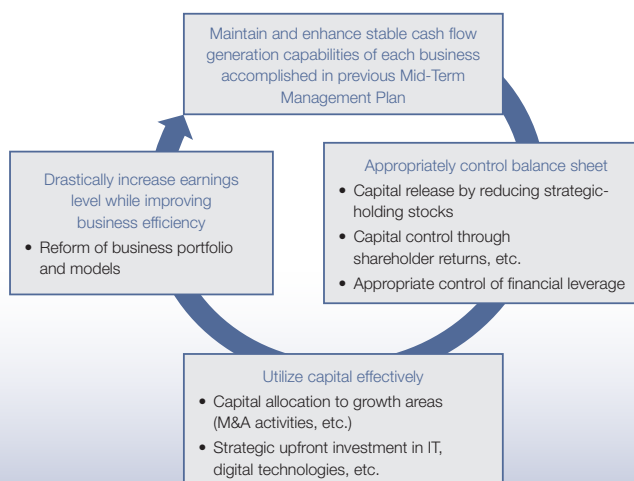 Maintain and enhance stable cash flow
generation capabilities of each business
accomplished in previous Mid-Term
Management Plan
Appropriately control balance sheet
• Capital release by reducing strategic-
holding stocks
• Capital control through
shareholder returns, etc.
• Appropriate control of financial leverage
Utilize capital effectively
• Capital allocation to growth areas
(M&A activities, etc.)
• Strategic upfront investment in IT,
digital technologies, etc.
Drastically increase earnings
level while improving
business efficiency
• Reform of business portfolio
and models